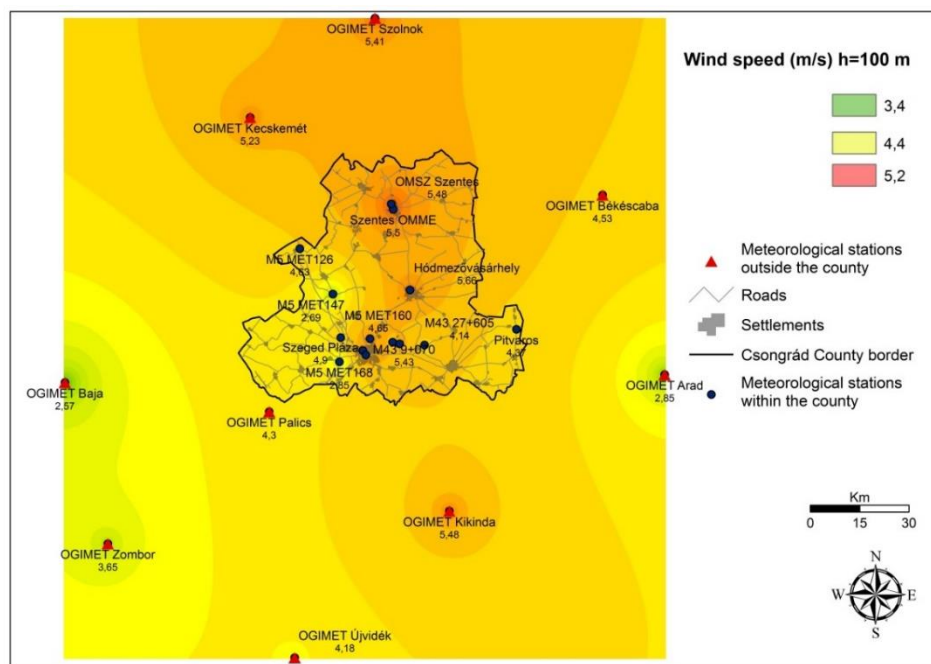 OGIMET Szolnok
5,41
Wind speed (m/s) h=100 m
3,4
4,4
5,2
OGIMET Kecskemét
5,23
OMSZ Szentes
5,48
OGIMET Békéscaba
4,53
Szentes OMME
5,5
M5 MET126
4,63
Hódmezővásárhely
5,66
M5 MET147
2,69
M5 MET160
4,65
M43 27+605
4,14
Pitvaros
Szeged Plaza
4,9
M43 9+070
5,43
M5 MET168
2,85
OGIMET Baja
2,57
OGIMET Arad
2,85
OGIMET Palics
4,3
OGIMET Kikinda
5,48
OGIMET Zombor
3,65
OGIMET Újvidék
4,18
Meteorological stations
outside the county
Roads
Settlements
Csongrád County border
Meteorological stations
within the county
Km
0 15 30
N
W E
S